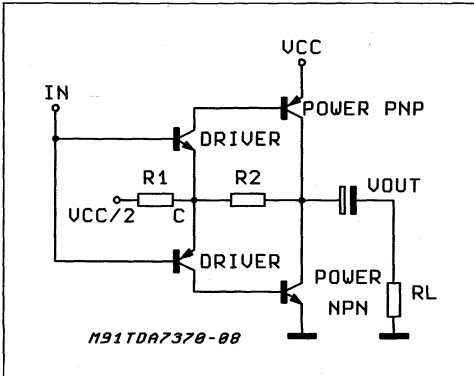 VCC
IN
POWER PNP
DRIVER
R1
R2
VOUT
VCC/2
C
DRIVER
POWER
NPN
RL
M91TDA7370-08